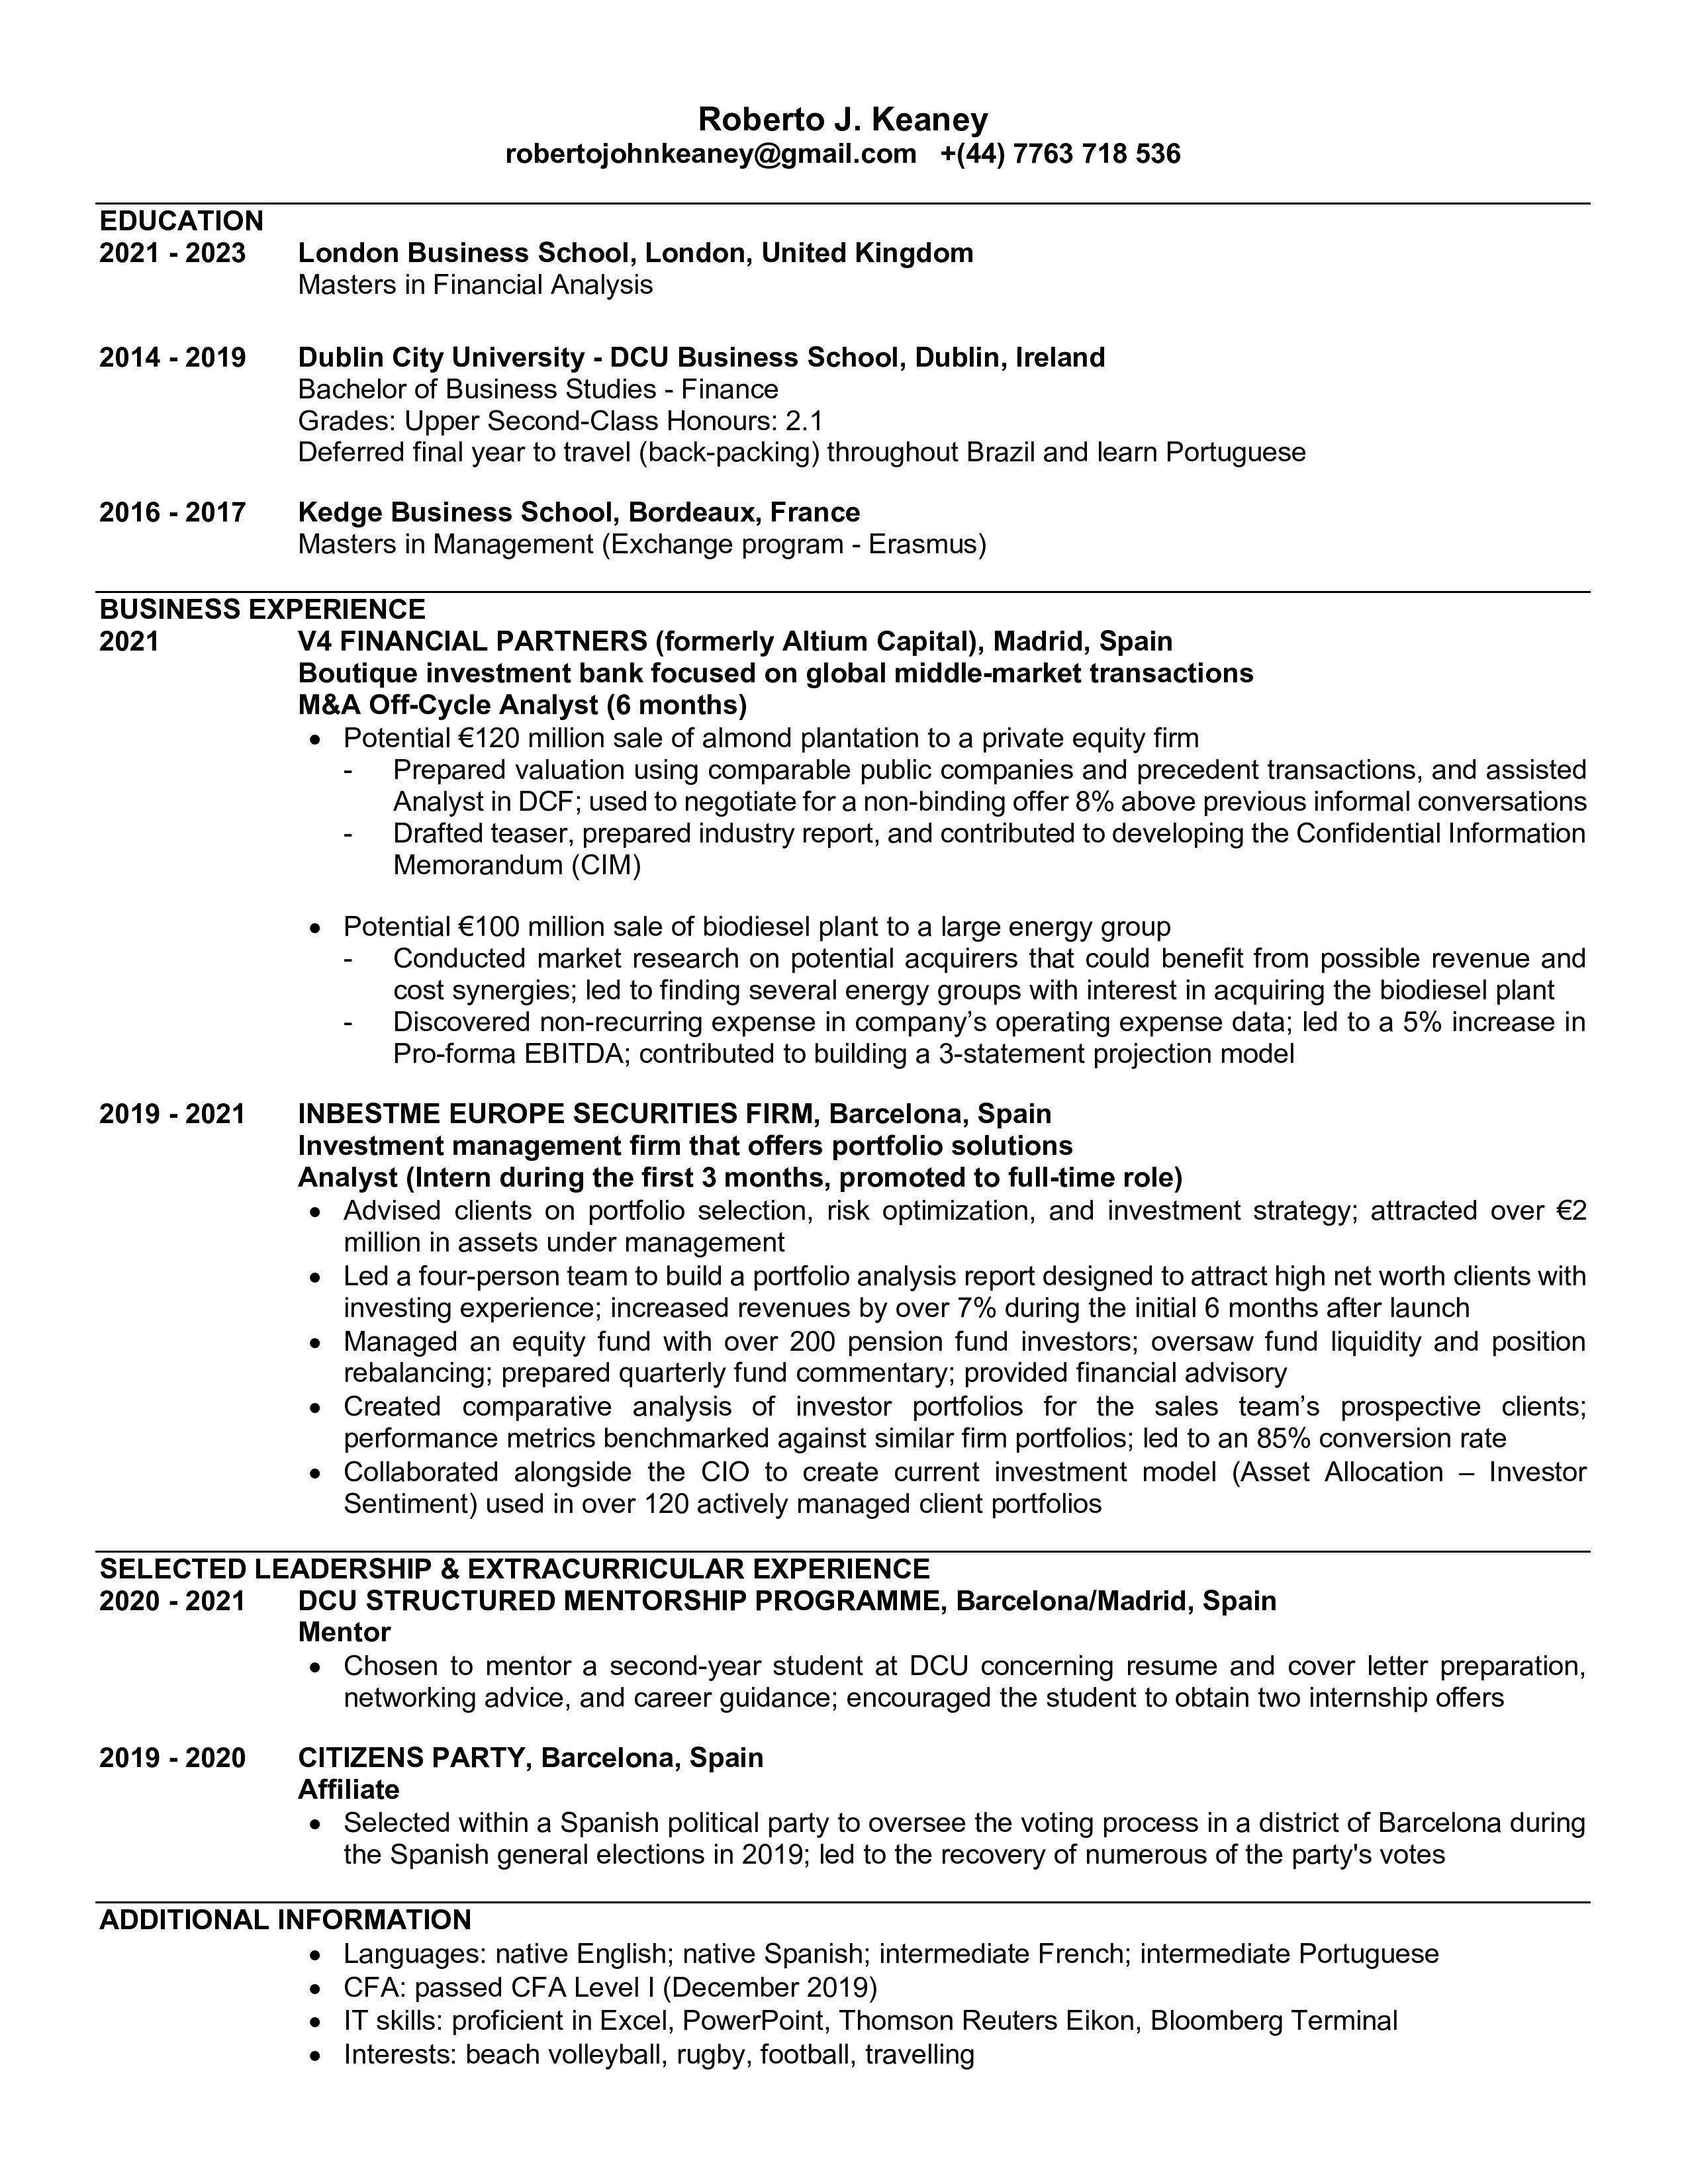 Roberto J. Keaney
robertojohnkeaney@gmail.com +(44) 7763 718 536
EDUCATION
2021 - 2023 London Business School, London, United Kingdom
Masters in Financial Analysis
2014 - 2019 Dublin City University - DCU Business School, Dublin, Ireland
Bachelor of Business Studies - Finance
Grades: Upper Second-Class Honours: 2.1
Deferred final year to travel (back-packing) throughout Brazil and learn Portuguese
2016 - 2017 Kedge Business School, Bordeaux, France
Masters in Management (Exchange program - Erasmus)
BUSINESS EXPERIENCE
2021 V4 FINANCIAL PARTNERS (formerly Altium Capital), Madrid, Spain
Boutique investment bank focused on global middle-market transactions
M&A Off-Cycle Analyst (6 months)
• Potential €120 million sale of almond plantation to a private equity firm
- Prepared valuation using comparable public companies and precedent transactions, and assisted
Analyst in DCF; used to negotiate for a non-binding offer 8% above previous informal conversations
- Drafted teaser, prepared industry report, and contributed to developing the Confidential Information
Memorandum (CIM)
• Potential €100 million sale of biodiesel plant to a large energy group
- Conducted market research on potential acquirers that could benefit from possible revenue and
cost synergies; led to finding several energy groups with interest in acquiring the biodiesel plant
- Discovered non-recurring expense in company’s operating expense data; led to a 5% increase in
Pro-forma EBITDA; contributed to building a 3-statement projection model
2019 - 2021 INBESTME EUROPE SECURITIES FIRM, Barcelona, Spain
Investment management firm that offers portfolio solutions
Analyst (Intern during the first 3 months, promoted to full-time role)
• Advised clients on portfolio selection, risk optimization, and investment strategy; attracted over €2
million in assets under management
• Led a four-person team to build a portfolio analysis report designed to attract high net worth clients with
investing experience; increased revenues by over 7% during the initial 6 months after launch
• Managed an equity fund with over 200 pension fund investors; oversaw fund liquidity and position
rebalancing; prepared quarterly fund commentary; provided financial advisory
• Created comparative analysis of investor portfolios for the sales team’s prospective clients;
performance metrics benchmarked against similar firm portfolios; led to an 85% conversion rate
• Collaborated alongside the CIO to create current investment model (Asset Allocation – Investor
Sentiment) used in over 120 actively managed client portfolios
SELECTED LEADERSHIP & EXTRACURRICULAR EXPERIENCE
2020 - 2021 DCU STRUCTURED MENTORSHIP PROGRAMME, Barcelona/Madrid, Spain
Mentor
• Chosen to mentor a second-year student at DCU concerning resume and cover letter preparation,
networking advice, and career guidance; encouraged the student to obtain two internship offers
2019 - 2020 CITIZENS PARTY, Barcelona, Spain
Affiliate
• Selected within a Spanish political party to oversee the voting process in a district of Barcelona during
the Spanish general elections in 2019; led to the recovery of numerous of the party's votes
ADDITIONAL INFORMATION
• Languages: native English; native Spanish; intermediate French; intermediate Portuguese
• CFA: passed CFA Level I (December 2019)
• IT skills: proficient in Excel, PowerPoint, Thomson Reuters Eikon, Bloomberg Terminal
• Interests: beach volleyball, rugby, football, travelling